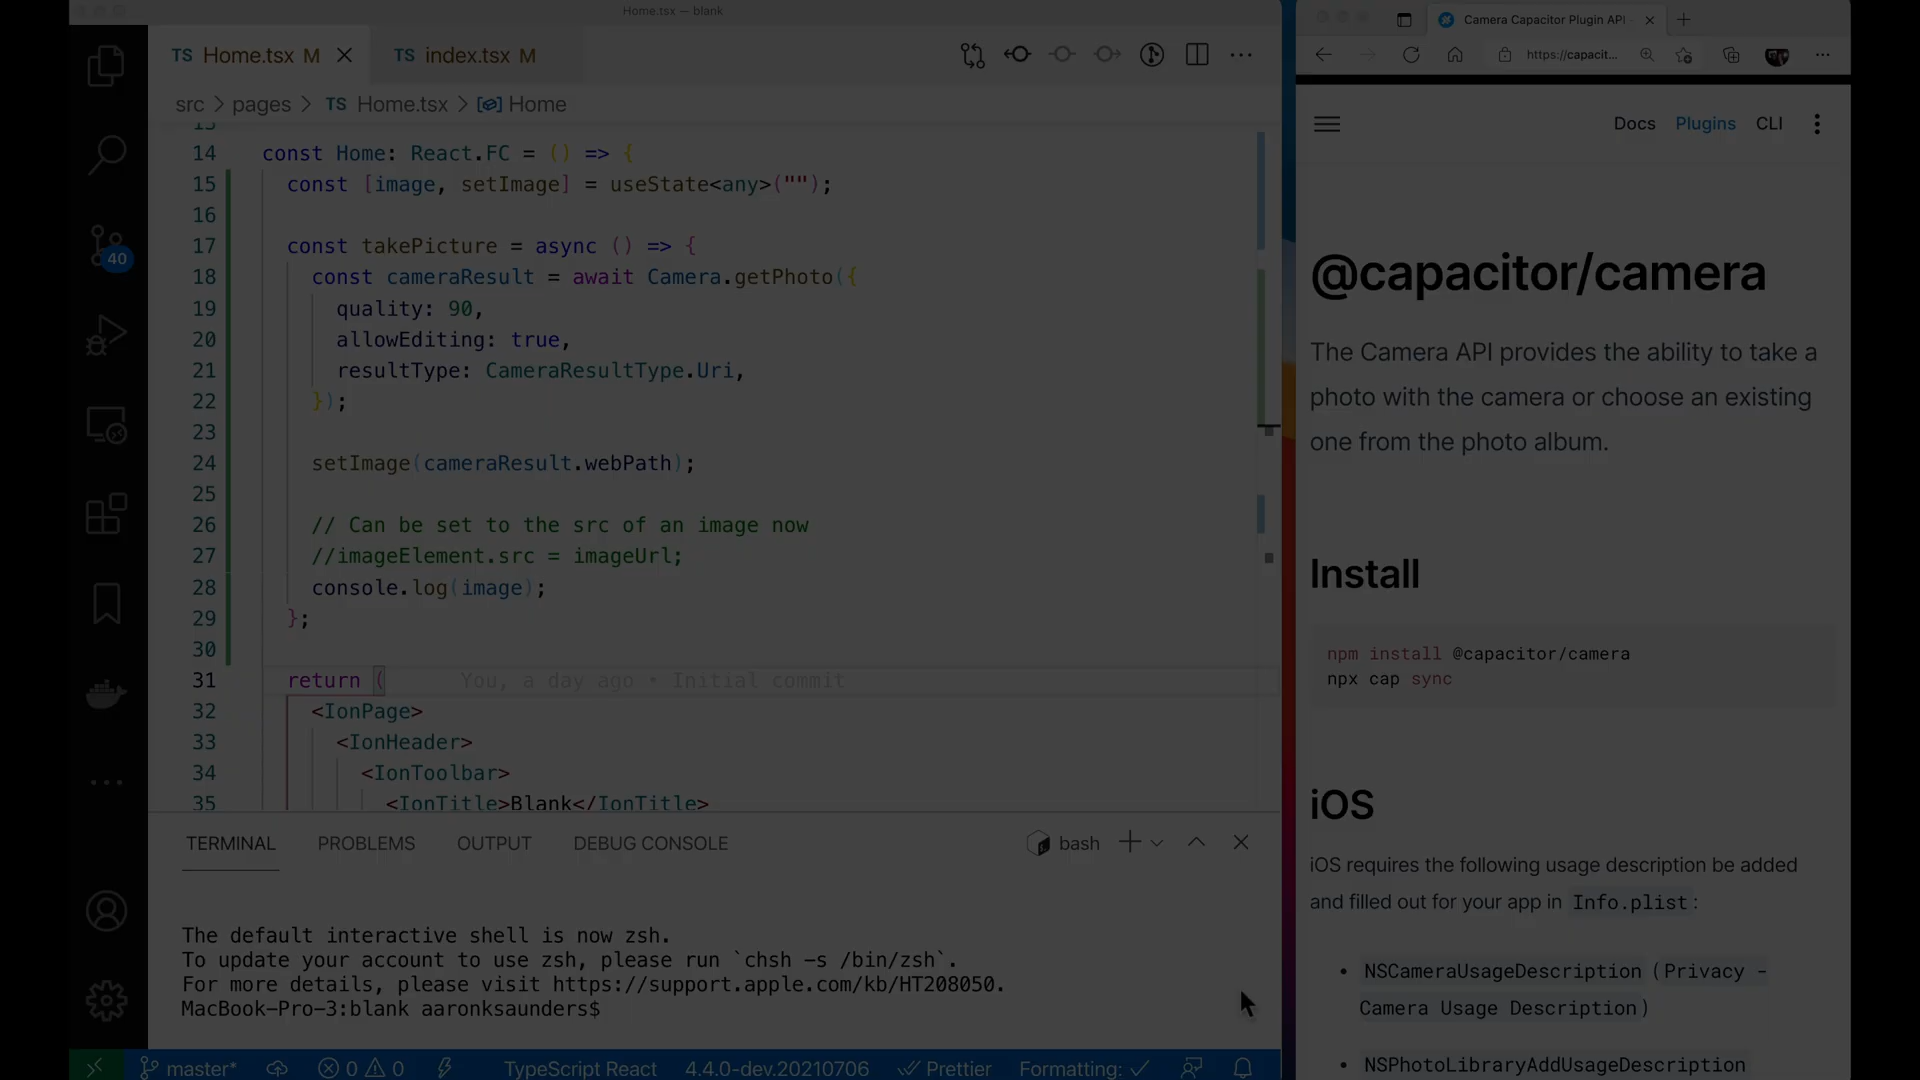 Home.tsx — blank
TS Home.tsx M
TS index.tsx M
src > pages > TS Home.tsx > Home
13
14 const Home: React.FC = () => {
15 const [image, setImage] = useState<any>("");
16
17 const takePicture = async () => {
18 const cameraResult = await Camera.getPhoto({
19 quality: 90,
20 allowEditing: true,
21 resultType: CameraResultType.Uri,
22 });
23
24 setImage(cameraResult.webPath);
25
26 // Can be set to the src of an image now
27 //imageElement.src = imageUrl;
28 console.log(image);
29 };
30
31 return ( You, a day ago • Initial commit
32 <IonPage>
33 <IonHeader>
34 <IonToolbar>
35 <IonTitle>Blank</IonTitle>
40
TERMINAL PROBLEMS OUTPUT DEBUG CONSOLE
bash
The default interactive shell is now zsh.
To update your account to use zsh, please run `chsh -s /bin/zsh`.
For more details, please visit https://support.apple.com/kb/HT208050.
MacBook-Pro-3:blank aaronksaunders$
master* 0 0 TypeScript React 4.4.0-dev.20210706 Prettier Formatting: ✓
Camera Capacitor Plugin API
https://capacit...
Docs Plugins CLI
@capacitor/camera
The Camera API provides the ability to take a
photo with the camera or choose an existing
one from the photo album.
Install
npm install @capacitor/camera
npx cap sync
iOS
iOS requires the following usage description be added
and filled out for your app in Info.plist:
• NSCameraUsageDescription (Privacy -
Camera Usage Description)
• NSPhotoLibraryAddUsageDescription